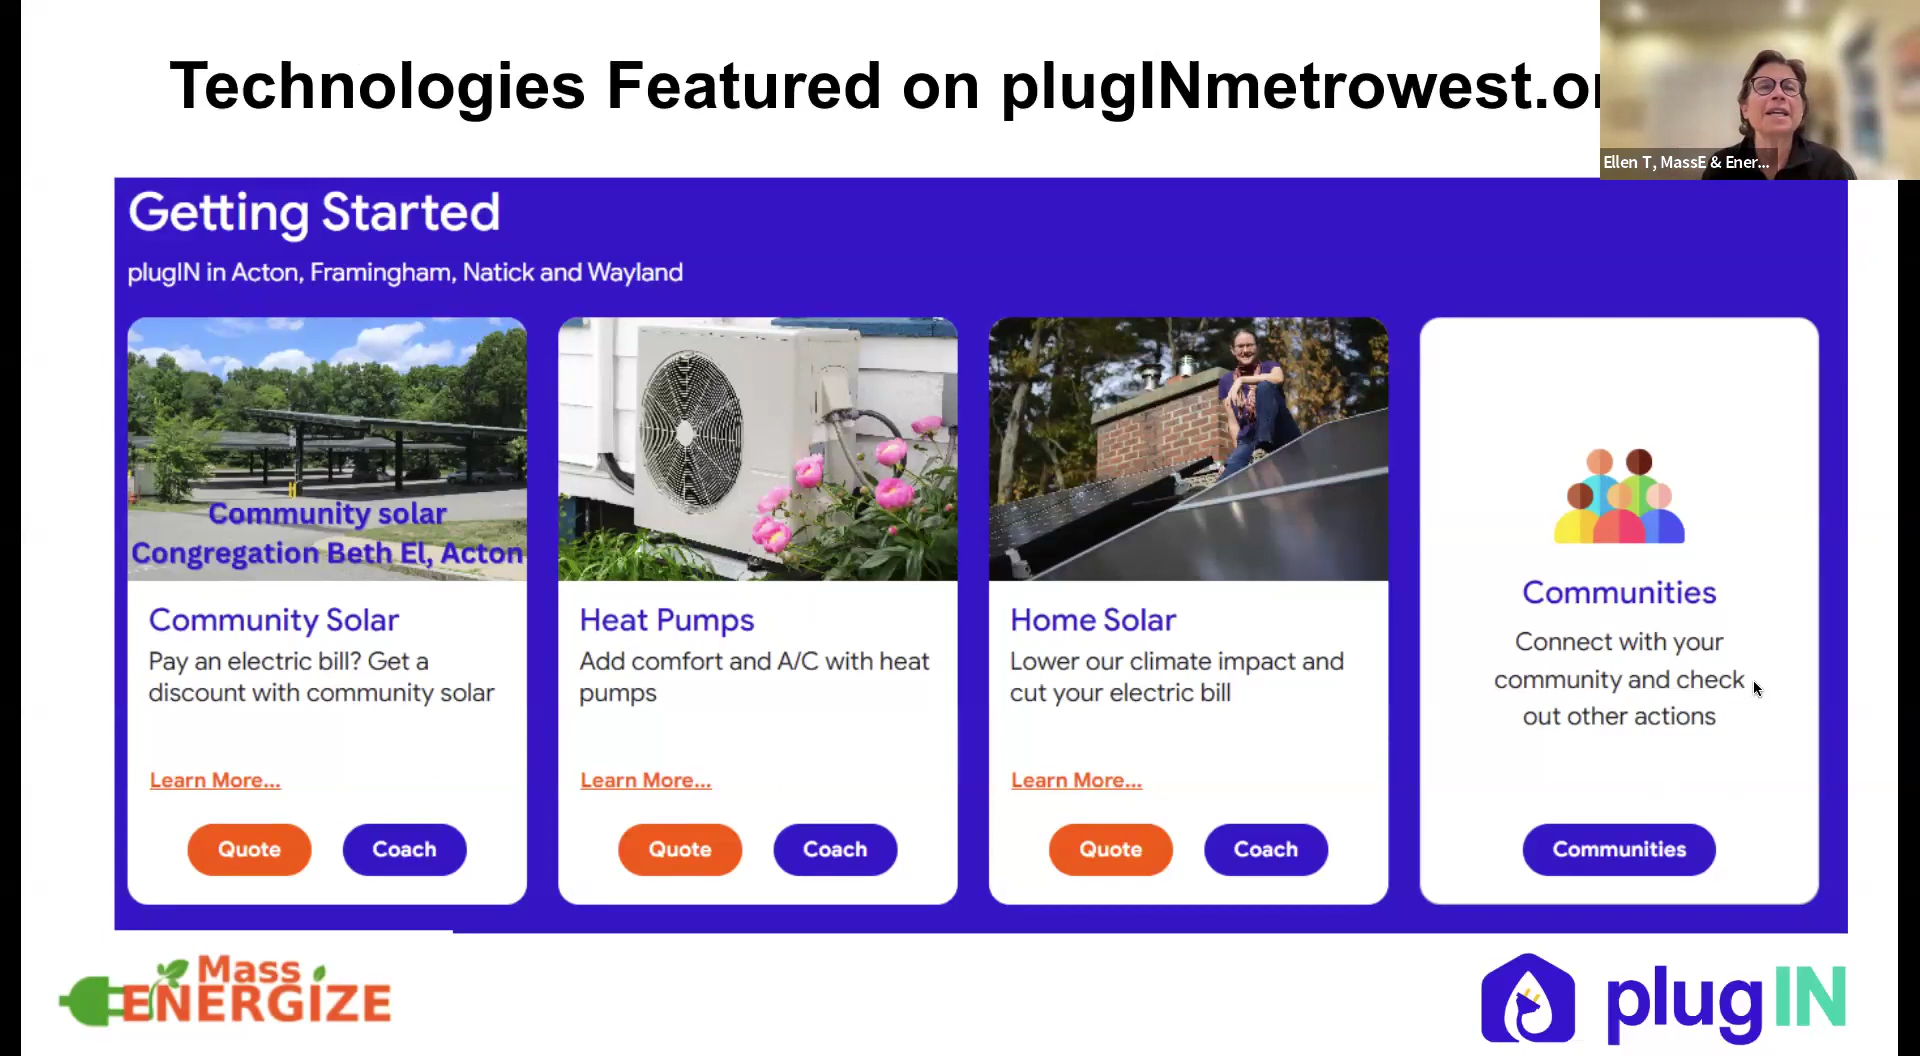 Technologies Featured on plugINmetrowest.or
Ellen T, MassE & Ener...
Getting Started
plugIN in Acton, Framingham, Natick and Wayland
Community solar
Congregation Beth El, Acton
Community Solar
Pay an electric bill? Get a
discount with community solar
Learn More...
Quote
Coach
Heat Pumps
Add comfort and A/C with heat
pumps
Learn More...
Quote
Coach
Home Solar
Lower our climate impact and
cut your electric bill
Learn More...
Quote
Coach
Communities
Connect with your
community and check
out other actions
Communities
Mass
ENERGIZE
plugIN